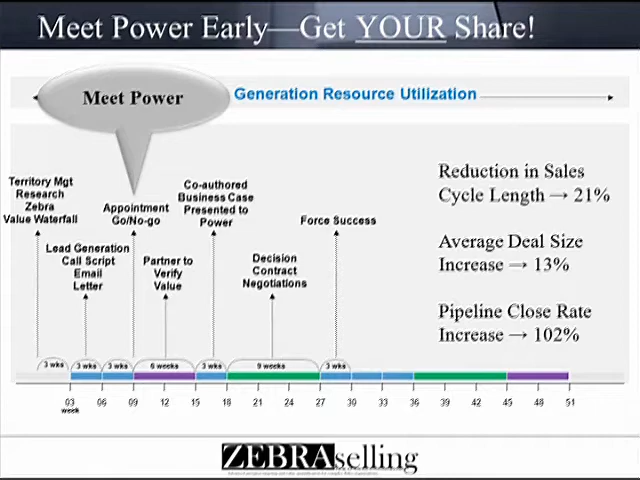 Meet Power Early—Get YOUR Share!
Meet Power
Generation Resource Utilization
Territory Mgt
Research
Zebra
Value Waterfall
Lead Generation
Call Script
Email
Letter
Appointment
Go/No-go
Partner to
Verify
Value
Co-authored
Business Case
Presented to
Power
Decision
Contract
Negotiations
Force Success
Reduction in Sales
Cycle Length → 21%
Average Deal Size
Increase → 13%
Pipeline Close Rate
Increase → 102%
3 wks
3 wks
3 wks
6 weeks
3 wks
9 weeks
3 wks
03 06 09 12 15 18 21 24 27 30 33 36 39 42 45 48 51
week
ZEBRAselling